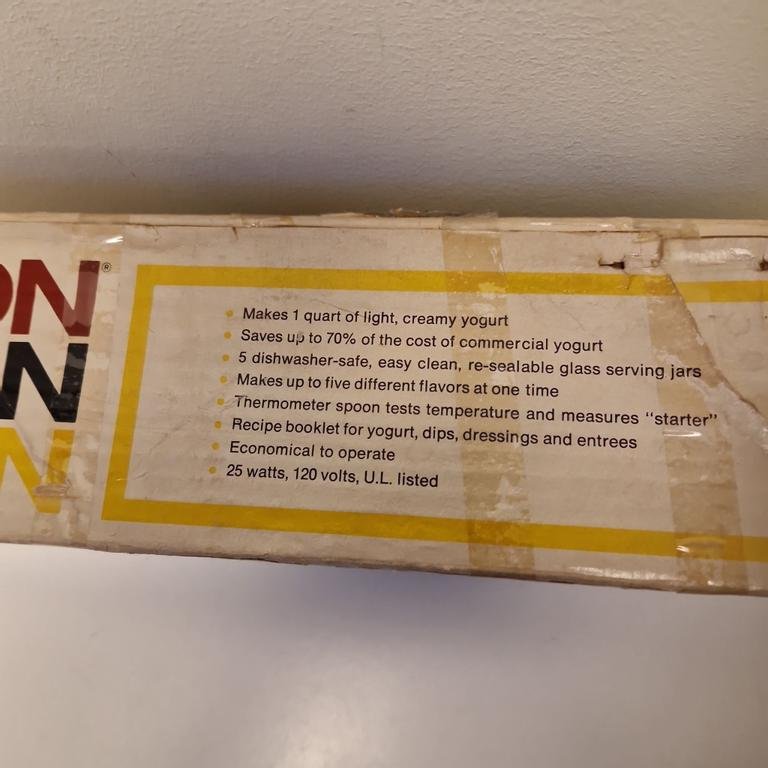 ON®
N
N
Makes 1 quart of light, creamy yogurt
Saves up to 70% of the cost of commercial yogurt
5 dishwasher-safe, easy clean, re-sealable glass serving jars
Makes up to five different flavors at one time
Thermometer spoon tests temperature and measures "starter"
Recipe booklet for yogurt, dips, dressings and entrees
Economical to operate
25 watts, 120 volts, U.L. listed